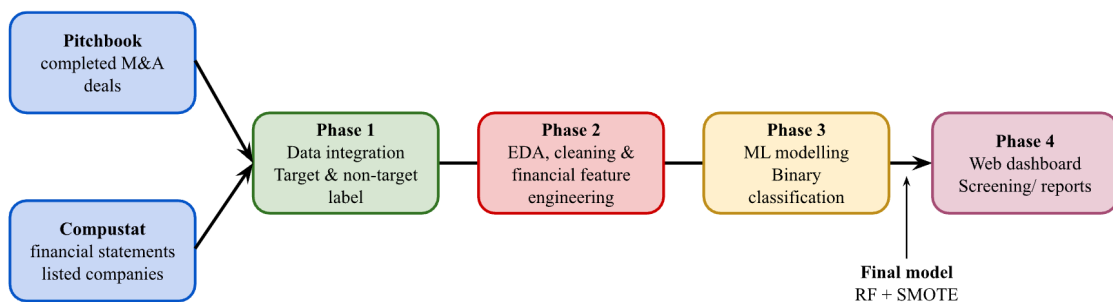 Pitchbook
completed M&A
deals
Compustat
financial statements
listed companies
Phase 1
Data integration
Target & non-target
label
Phase 2
EDA, cleaning &
financial feature
engineering
Phase 3
ML modelling
Binary
classification
Phase 4
Web dashboard
Screening/ reports
Final model
RF + SMOTE